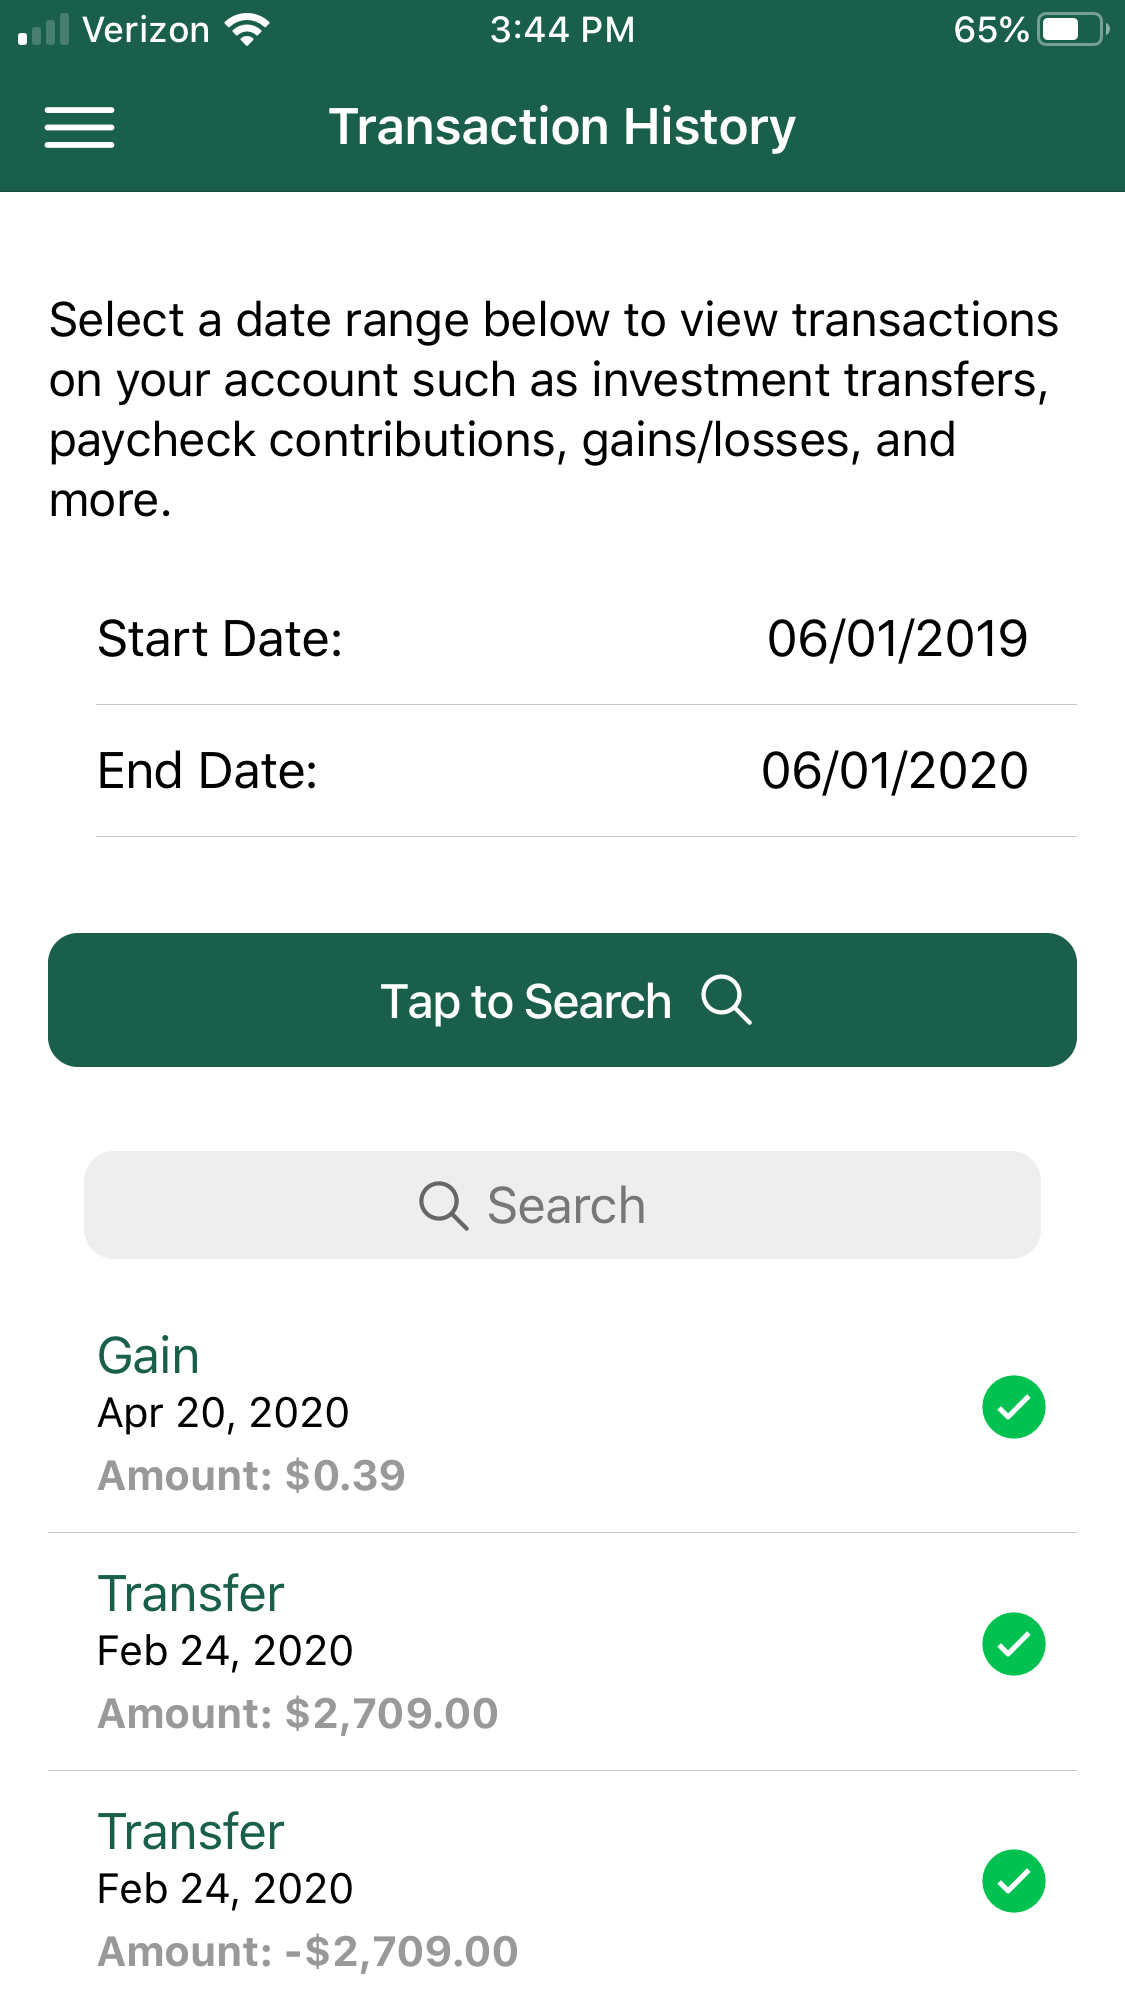 Verizon 3:44 PM 65%
Transaction History
Select a date range below to view transactions
on your account such as investment transfers,
paycheck contributions, gains/losses, and
more.
Start Date: 06/01/2019
End Date: 06/01/2020
Tap to Search
Search
Gain
Apr 20, 2020
Amount: $0.39
Transfer
Feb 24, 2020
Amount: $2,709.00
Transfer
Feb 24, 2020
Amount: -$2,709.00